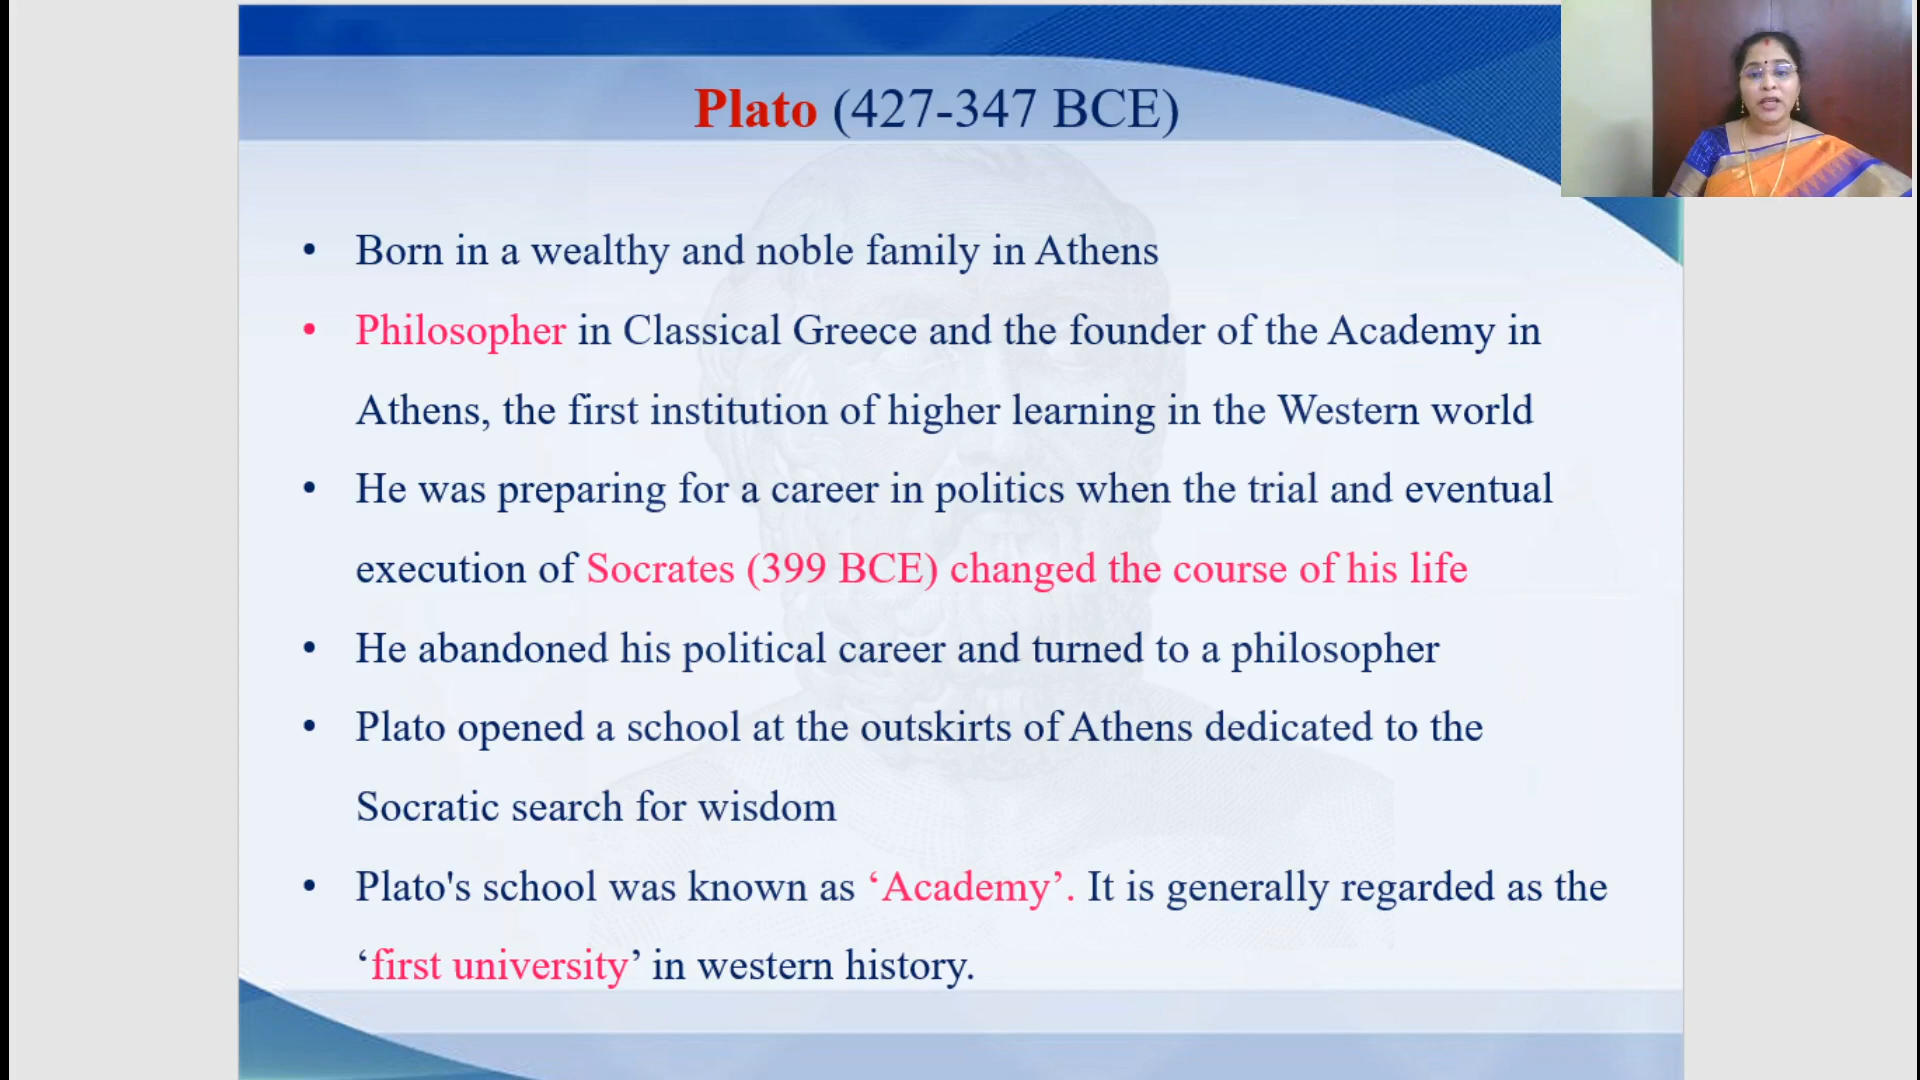 Plato (427-347 BCE)
• Born in a wealthy and noble family in Athens
• Philosopher in Classical Greece and the founder of the Academy in
Athens, the first institution of higher learning in the Western world
• He was preparing for a career in politics when the trial and eventual
execution of Socrates (399 BCE) changed the course of his life
• He abandoned his political career and turned to a philosopher
• Plato opened a school at the outskirts of Athens dedicated to the
Socratic search for wisdom
• Plato's school was known as ‘Academy’. It is generally regarded as the
‘first university’ in western history.